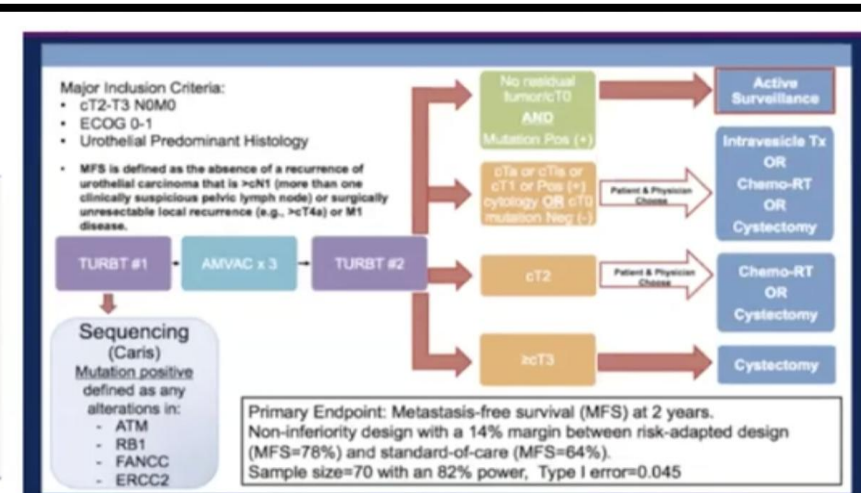 Major Inclusion Criteria:
• cT2-T3 N0M0
• ECOG 0-1
• Urothelial Predominant Histology
• MFS is defined as the absence of a recurrence of
urothelial carcinoma that is >cN1 (more than one
clinically suspicious pelvic lymph node) or surgically
unresectable local recurrence (e.g., >cT4a) or M1
disease.
TURBT #1
AMVAC x 3
TURBT #2
Sequencing
(Caris)
Mutation positive
defined as any
alterations in:
- ATM
- RB1
- FANCC
- ERCC2
No residual
tumor/cT0
AND
Mutation Pos (+)
Active
Surveillance
cTa or cTis or
cT1 or Pos (+)
cytology OR cT0
mutation Neg (-)
Patient & Physician
Choose
Intravesicle Tx
OR
Chemo-RT
OR
Cystectomy
cT2
Patient & Physician
Choose
Chemo-RT
OR
Cystectomy
≥cT3
Cystectomy
Primary Endpoint: Metastasis-free survival (MFS) at 2 years.
Non-inferiority design with a 14% margin between risk-adapted design
(MFS=78%) and standard-of-care (MFS=64%).
Sample size=70 with an 82% power, Type I error=0.045